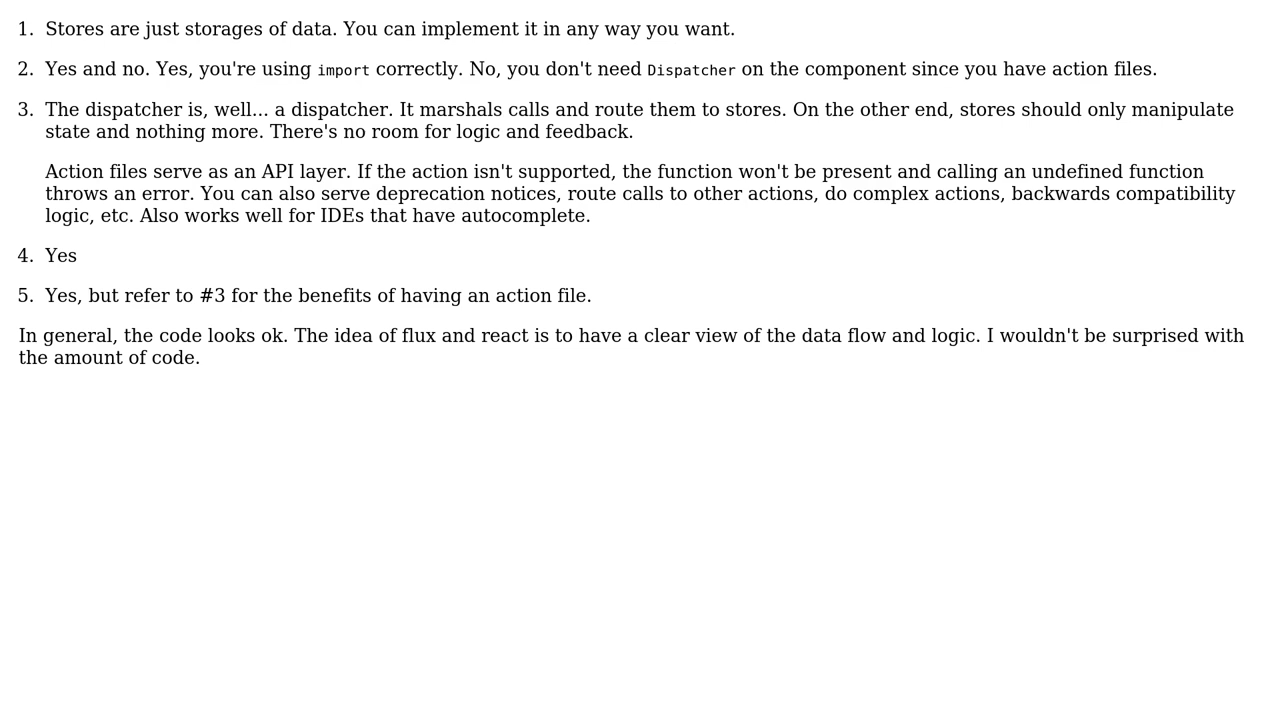 1. Stores are just storages of data. You can implement it in any way you want.
2. Yes and no. Yes, you're using import correctly. No, you don't need Dispatcher on the component since you have action files.
3. The dispatcher is, well... a dispatcher. It marshals calls and route them to stores. On the other end, stores should only manipulate
state and nothing more. There's no room for logic and feedback.
Action files serve as an API layer. If the action isn't supported, the function won't be present and calling an undefined function
throws an error. You can also serve deprecation notices, route calls to other actions, do complex actions, backwards compatibility
logic, etc. Also works well for IDEs that have autocomplete.
4. Yes
5. Yes, but refer to #3 for the benefits of having an action file.
In general, the code looks ok. The idea of flux and react is to have a clear view of the data flow and logic. I wouldn't be surprised with
the amount of code.